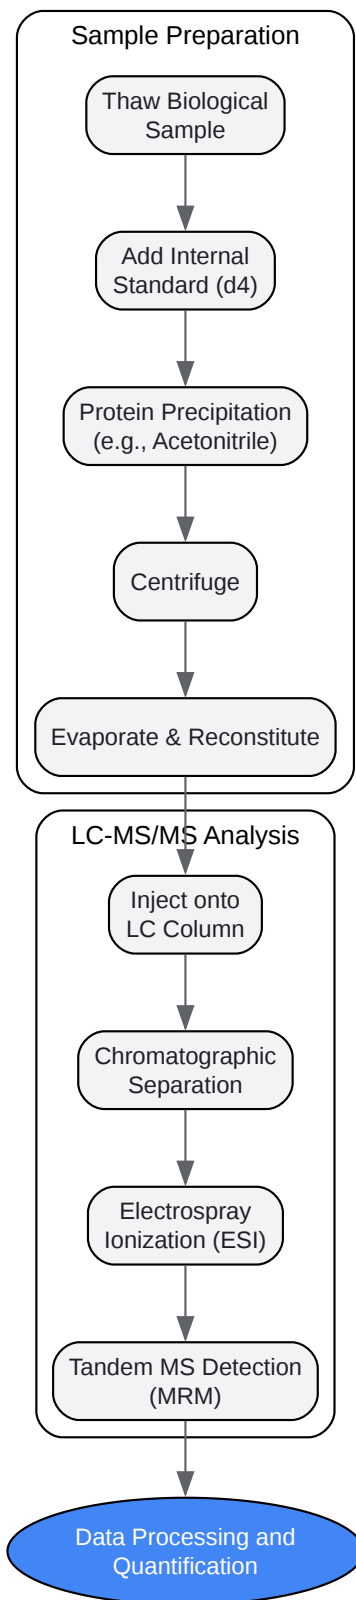 Sample Preparation
Thaw Biological
Sample
Add Internal
Standard (d4)
Protein Precipitation
(e.g., Acetonitrile)
Centrifuge
Evaporate & Reconstitute
LC-MS/MS Analysis
Inject onto
LC Column
Chromatographic
Separation
Electrospray
Ionization (ESI)
Tandem MS Detection
(MRM)
Data Processing and
Quantification